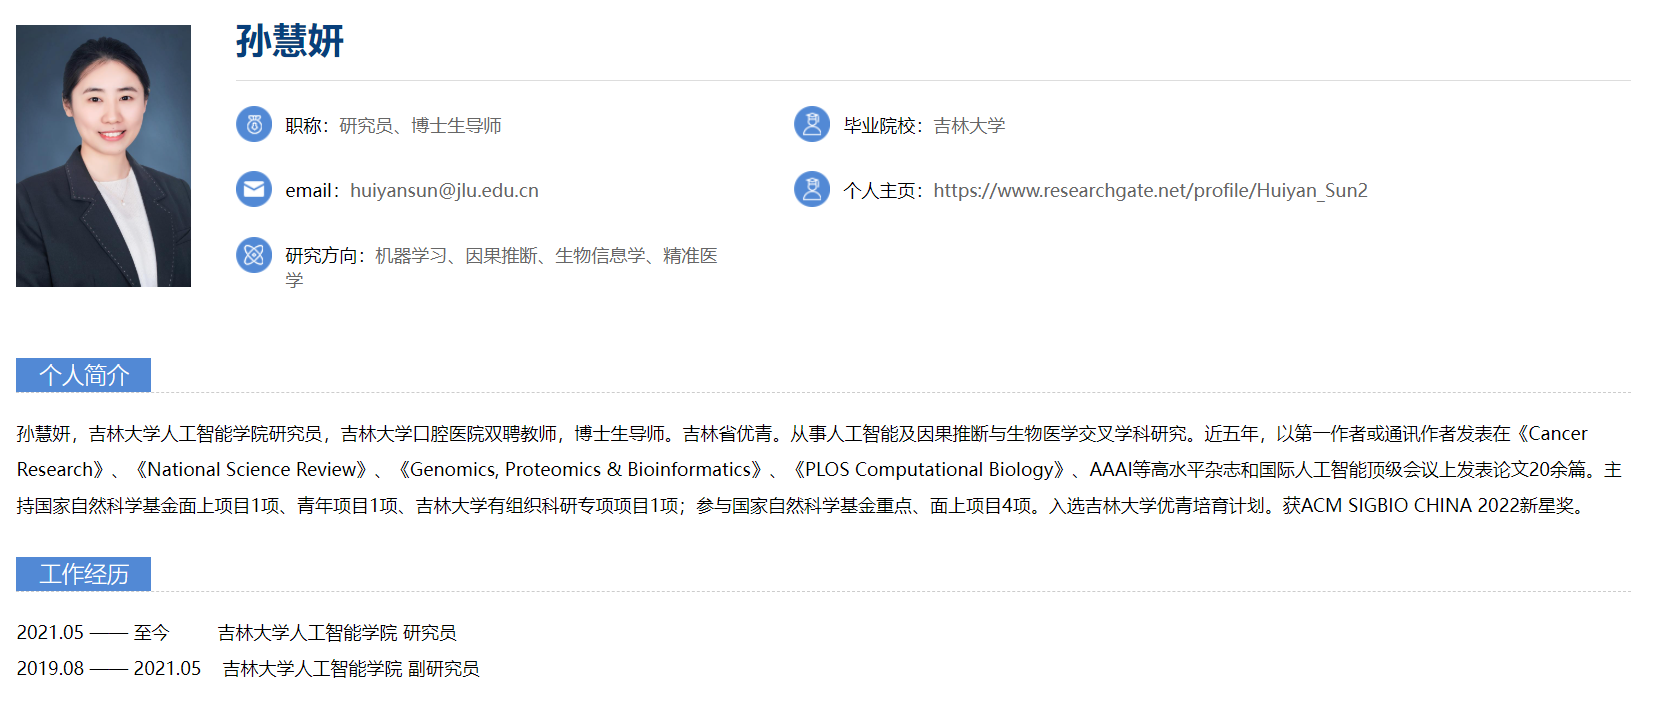 孙慧妍
职称：研究员、博士生导师
毕业院校：吉林大学
email：huiyansun@jlu.edu.cn
个人主页：https://www.researchgate.net/profile/Huiyan_Sun2
研究方向：机器学习、因果推断、生物信息学、精准医
学
个人简介
孙慧妍，吉林大学人工智能学院研究员，吉林大学口腔医院双聘教师，博士生导师。吉林省优青。从事人工智能及因果推断与生物医学交叉学科研究。近五年，以第一作者或通讯作者发表在《Cancer
Research》、《National Science Review》、《Genomics, Proteomics & Bioinformatics》、《PLOS Computational Biology》、AAAI等高水平杂志和国际人工智能顶级会议上发表论文20余篇。主
持国家自然科学基金面上项目1项、青年项目1项、吉林大学有组织科研专项项目1项；参与国家自然科学基金重点、面上项目4项。入选吉林大学优青培育计划。获ACM SIGBIO CHINA 2022新星奖。
工作经历
2021.05 —— 至今 吉林大学人工智能学院 研究员
2019.08 —— 2021.05 吉林大学人工智能学院 副研究员